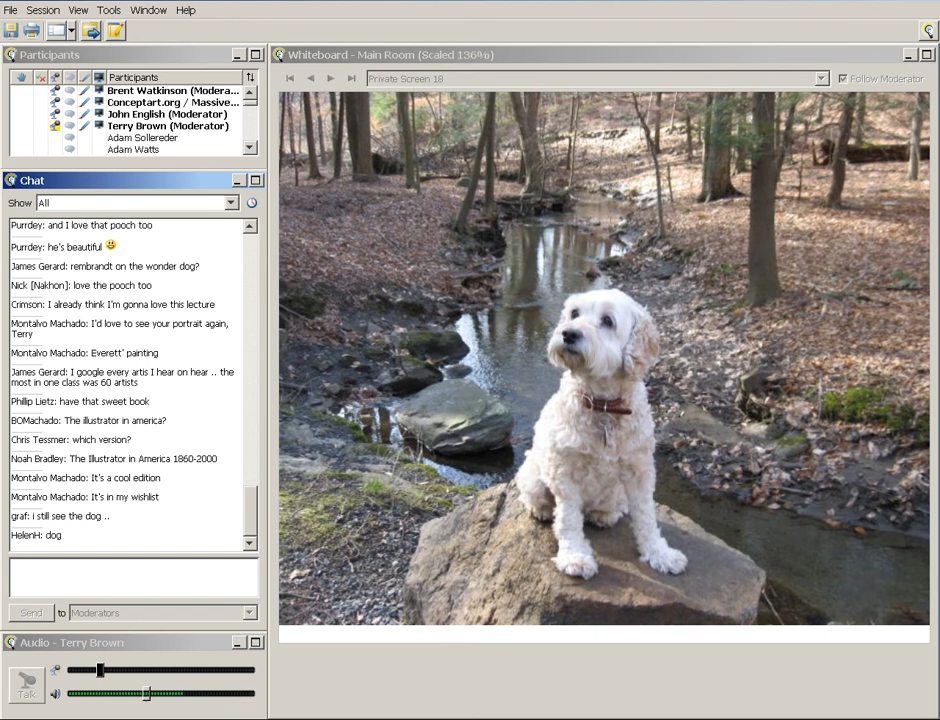 File Session View Tools Window Help
Participants
Participants
Brent Watkinson (Modera...
Conceptart.org / Massive...
John English (Moderator)
Terry Brown (Moderator)
Adam Sollereder
Adam Watts
Chat
Show All
Purrdey: and I love that pooch too
Purrdey: he's beautiful
James Gerard: rembrandt on the wonder dog?
Nick [Nakhon]: love the pooch too
Crimson: I already think I'm gonna love this lecture
Montalvo Machado: I'd love to see your portrait again,
Terry
Montalvo Machado: Everett' painting
James Gerard: I google every artis I hear on hear .. the
most in one class was 60 artists
Phillip Lietz: have that sweet book
BOMachado: The illustrator in america?
Chris Tessmer: which version?
Noah Bradley: The Illustrator in America 1860-2000
Montalvo Machado: It's a cool edition
Montalvo Machado: It's in my wishlist
graf: i still see the dog ..
HelenH: dog
Send to Moderators
Audio - Terry Brown
Talk
Whiteboard - Main Room (Scaled 136%)
Private Screen 18
Follow Moderator